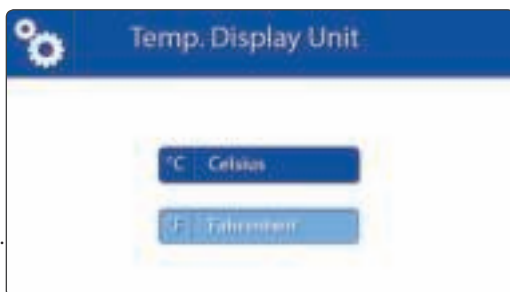 Temp. Display Unit
°C Celsius
°F Fahrenheit
.